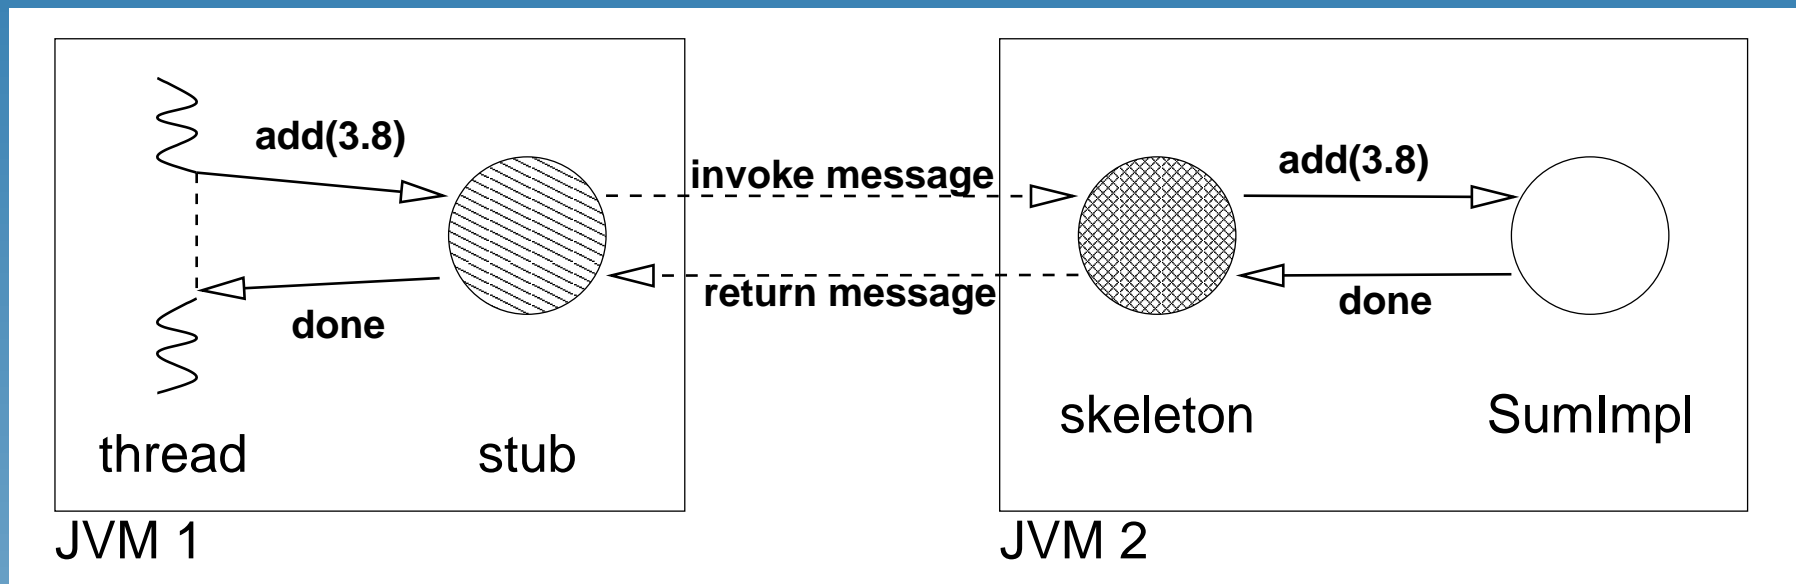 add(3.8)
invoke message
add(3.8)
return message
done
done
thread
stub
skeleton
SumImpl
JVM 1
JVM 2